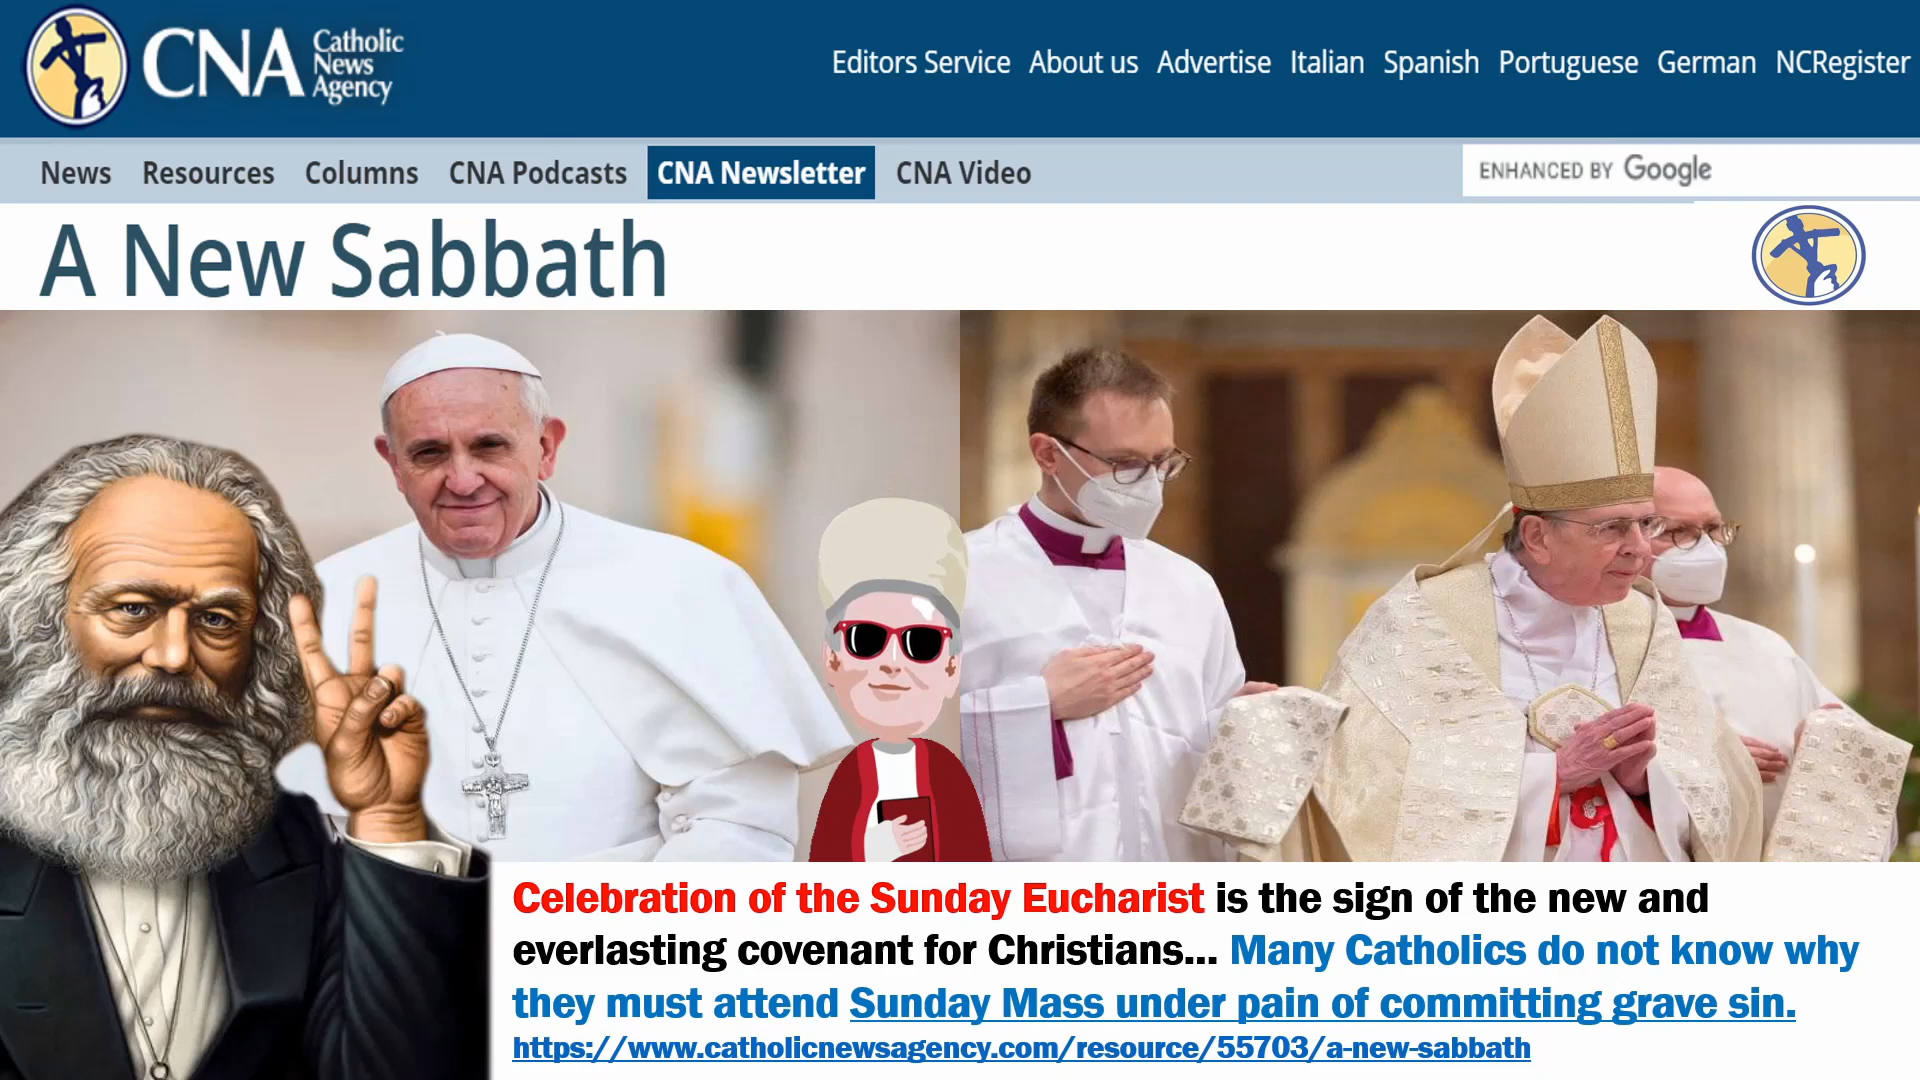 CNA Catholic
News
Agency
Editors Service About us Advertise Italian Spanish Portuguese German NCRegister
News Resources Columns CNA Podcasts CNA Newsletter CNA Video
ENHANCED BY Google
A New Sabbath
Celebration of the Sunday Eucharist is the sign of the new and
everlasting covenant for Christians... Many Catholics do not know why
they must attend Sunday Mass under pain of committing grave sin.
https://www.catholicnewsagency.com/resource/55703/a-new-sabbath